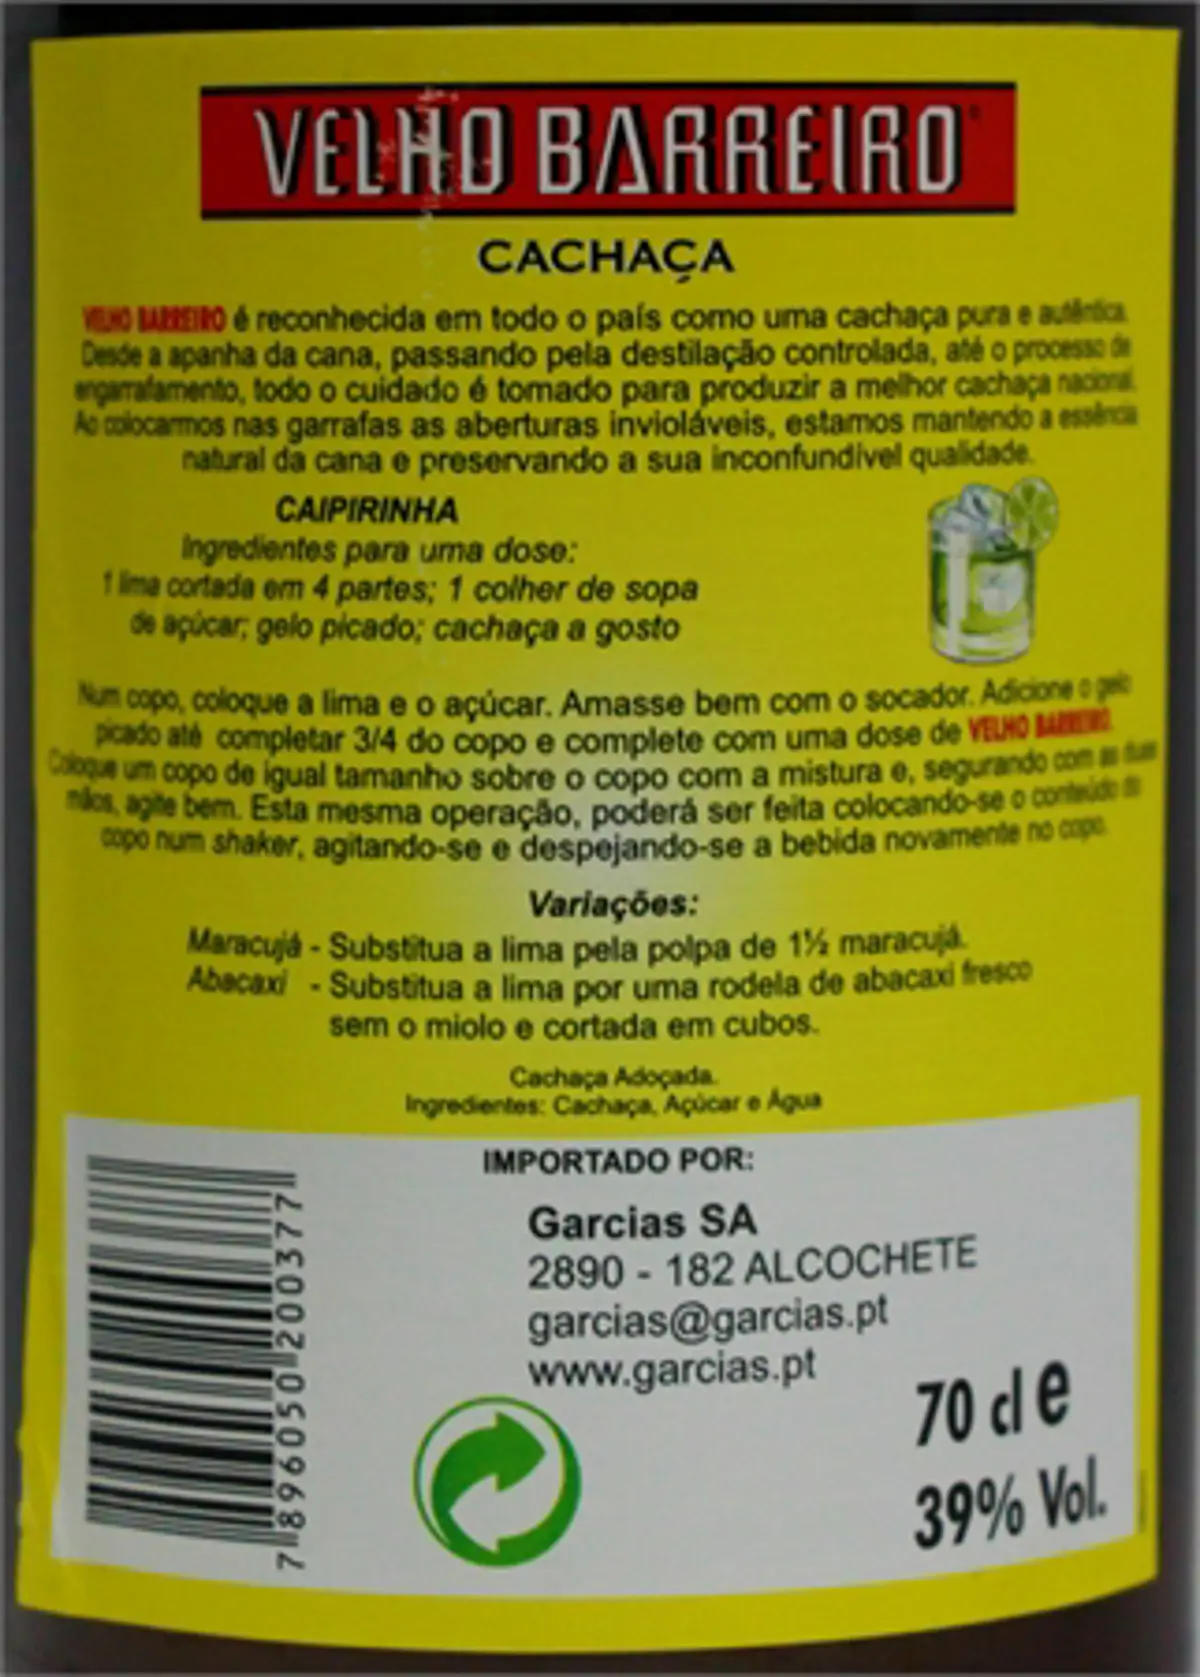 VELHO BARREIRO®
CACHAÇA
VELHO BARREIRO é reconhecida em todo o país como uma cachaça pura e autêntica.
Desde a apanha da cana, passando pela destilação controlada, até o processo de
engarrafamento, todo o cuidado é tomado para produzir a melhor cachaça nacional.
Ao colocarmos nas garrafas as aberturas invioláveis, estamos mantendo a essência
natural da cana e preservando a sua inconfundível qualidade.
CAIPIRINHA
Ingredientes para uma dose:
1 lima cortada em 4 partes; 1 colher de sopa
de açúcar; gelo picado; cachaça a gosto
Num copo, coloque a lima e o açúcar. Amasse bem com o socador. Adicione o gelo
picado até completar 3/4 do copo e complete com uma dose de VELHO BARREIRO.
Coloque um copo de igual tamanho sobre o copo com a mistura e, segurando com as duas
mãos, agite bem. Esta mesma operação, poderá ser feita colocando-se o conteúdo do
copo num shaker, agitando-se e despejando-se a bebida novamente no copo.
Variações:
Maracujá - Substitua a lima pela polpa de 1½ maracujá.
Abacaxi - Substitua a lima por uma rodela de abacaxi fresco
sem o miolo e cortada em cubos.
Cachaça Adoçada.
Ingredientes: Cachaça, Açúcar e Água
IMPORTADO POR:
Garcias SA
2890 - 182 ALCOCHETE
garcias@garcias.pt
www.garcias.pt
70 cl e
39% Vol.
7 896050 200377